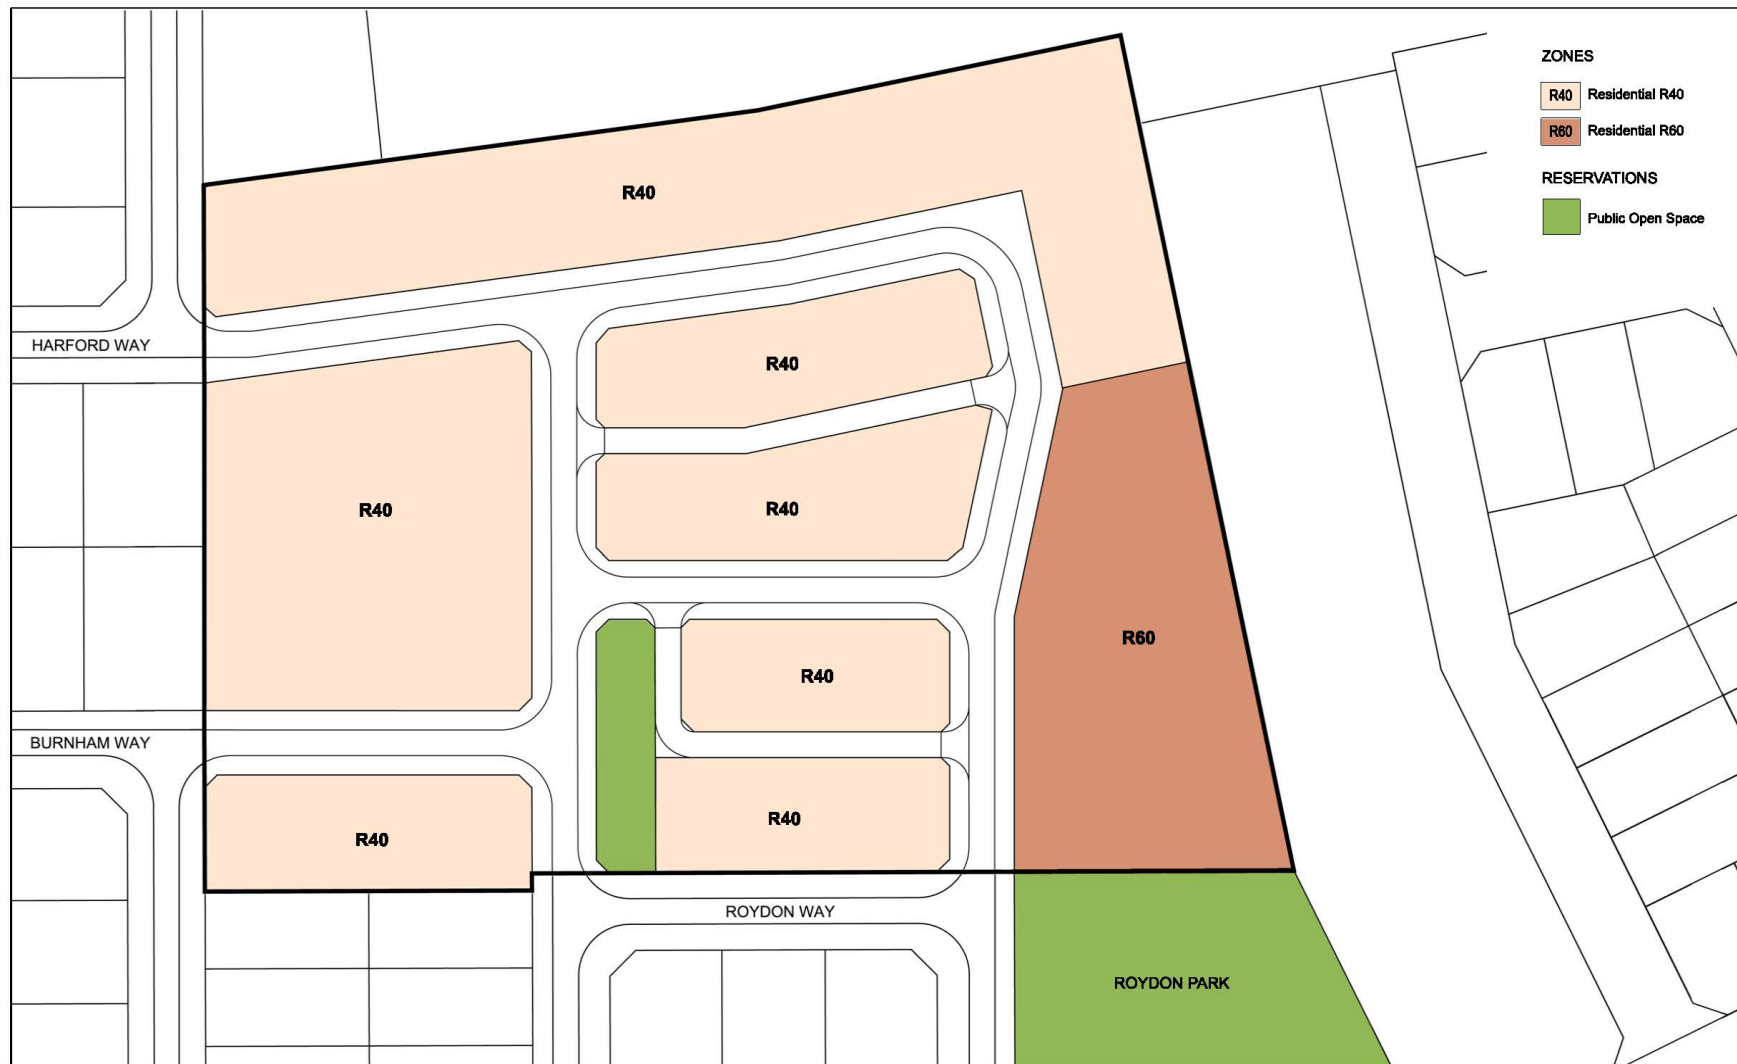 ZONES
R40 Residential R40
R60 Residential R60
RESERVATIONS
Public Open Space
R40
HARFORD WAY
R40
R40
R40
R60
R40
BURNHAM WAY
R40
R40
ROYDON WAY
ROYDON PARK